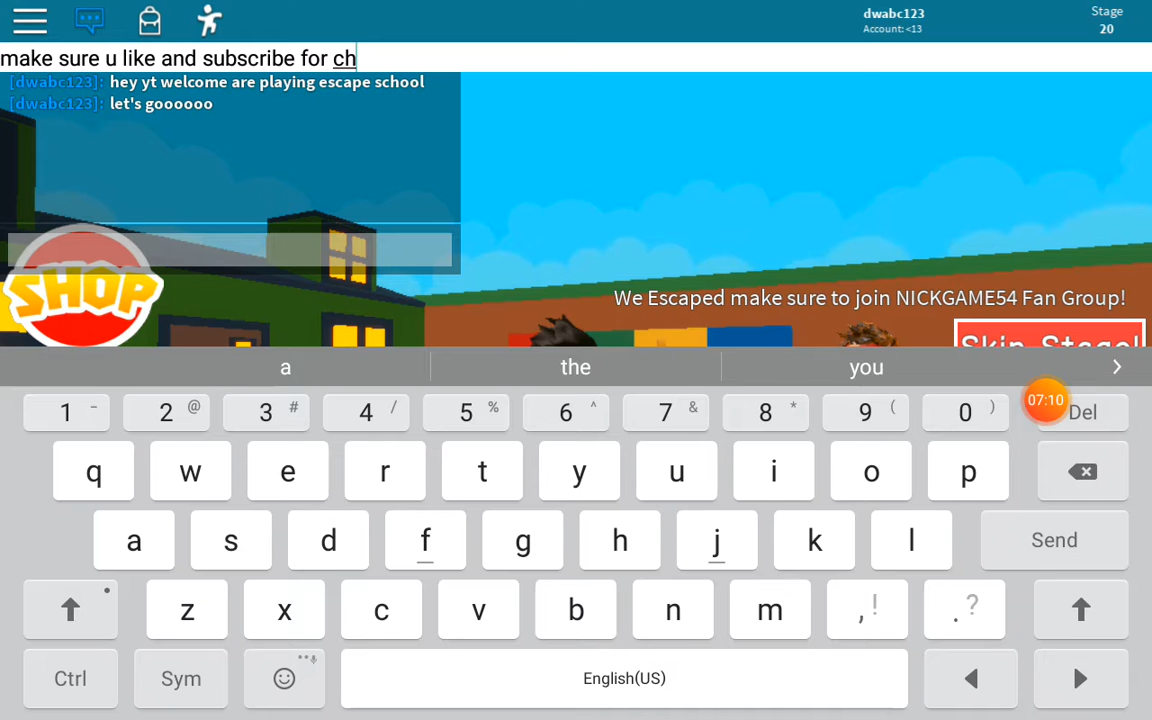 dwabc123
Account: <13
Stage
20
make sure u like and subscribe for ch
[dwabc123]: hey yt welcome are playing escape school
[dwabc123]: let's goooooo
SHOP
We Escaped make sure to join NICKGAME54 Fan Group!
Skip Stage!
a the you >
1 - 2 @ 3 # 4 / 5 % 6 ^ 7 & 8 * 9 ( 0 ) Del
07:10
q w e r t y u i o p
a s d f g h j k l Send
z x c v b n m , ! . ?
Ctrl Sym English(US)